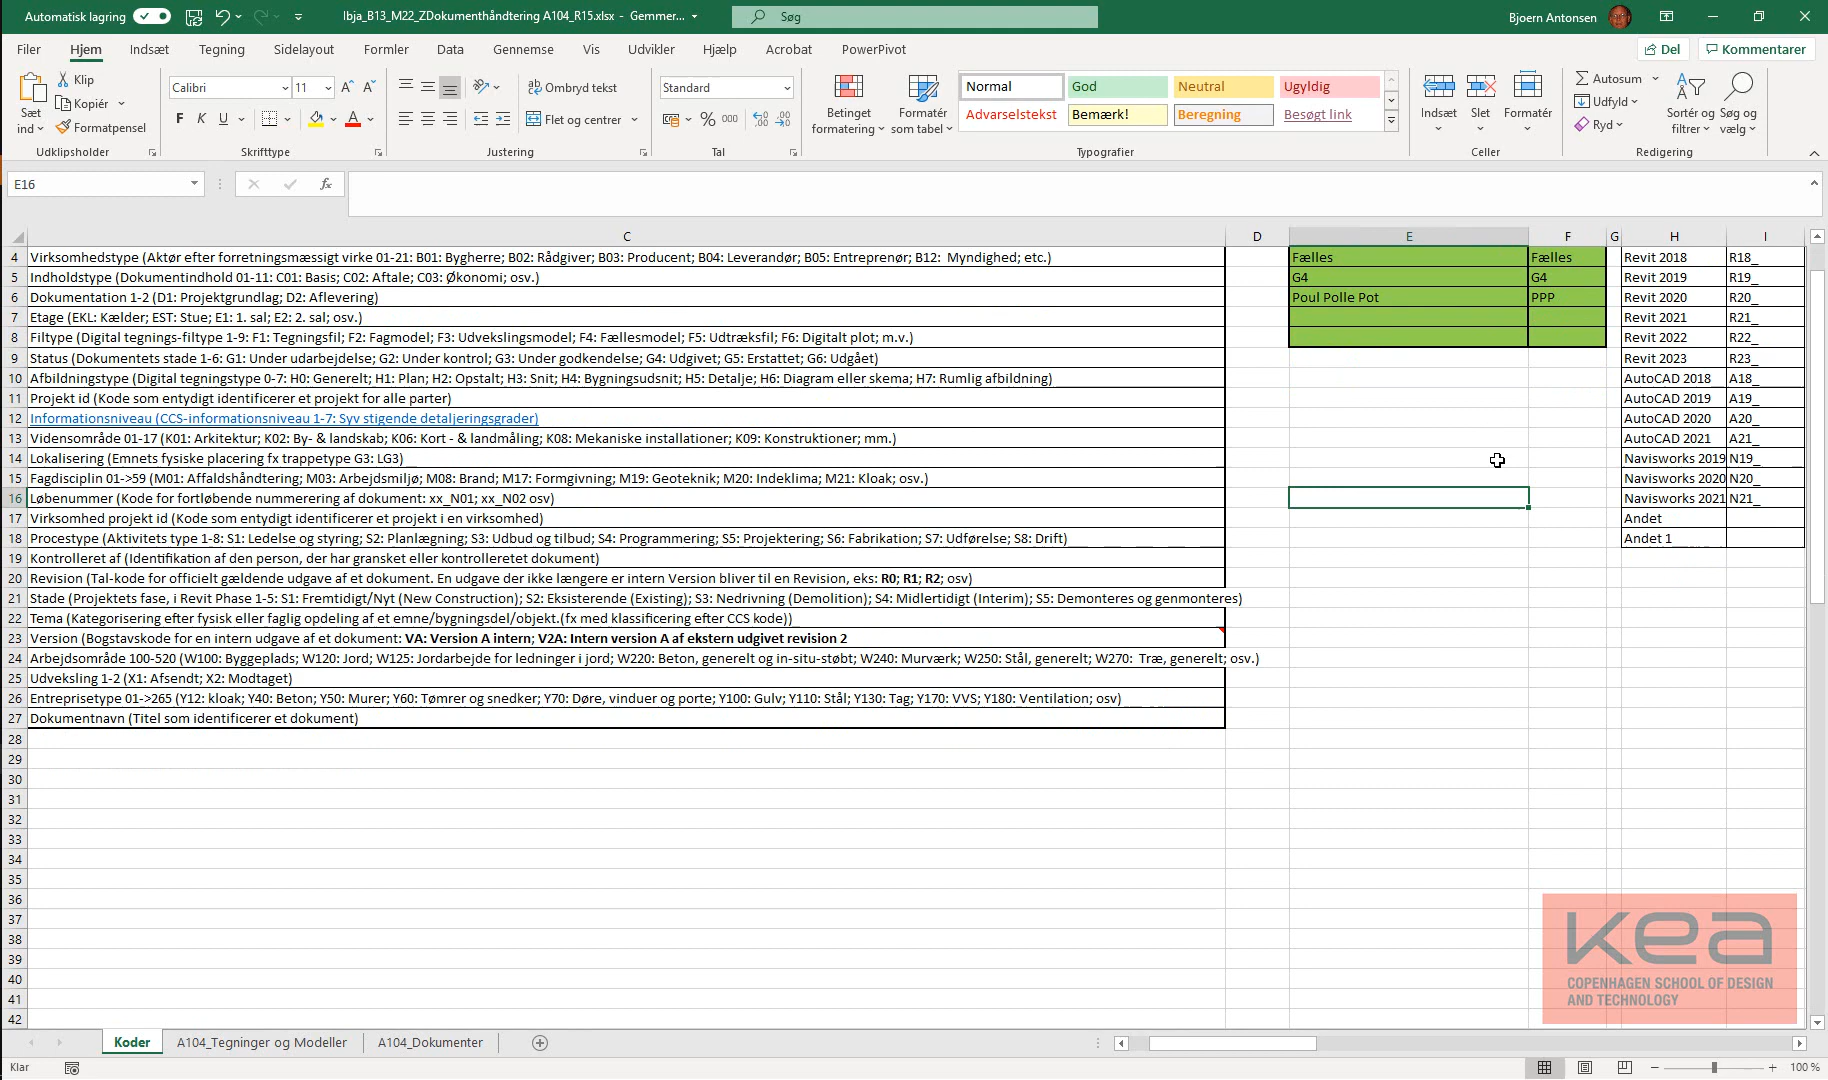 Automatisk lagring
Ibja_B13_M22_ZDokumenthåndtering A104_R15.xlsx - Gemmer...
Søg
Bjoern Antonsen
Filer Hjem Indsæt Tegning Sidelayout Formler Data Gennemse Vis Udvikler Hjælp Acrobat PowerPivot Del Kommentarer
Sæt ind
Klip
Kopiér
Formatpensel
Udklipsholder
Calibri 11
F K U
Skrifttype
Ombryd tekst
Flet og centrer
Justering
Standard
% 000
Tal
Betinget formatering
Formatér som tabel
Normal God Neutral Ugyldig
Advarselstekst Bemærk! Beregning Besøgt link
Typografier
Indsæt Slet Formatér
Celler
Autosum
Udfyld
Ryd
Sortér og filtrer
Søg og vælg
Redigering
E16
fx
C D E F G H I
4 Virksomhedstype (Aktør efter forretningsmæssigt virke 01-21: B01: Bygherre; B02: Rådgiver; B03: Producent; B04: Leverandør; B05: Entreprenør; B12: Myndighed; etc.) Fælles Fælles Revit 2018 R18_
5 Indholdstype (Dokumentindhold 01-11: C01: Basis; C02: Aftale; C03: Økonomi; osv.) G4 G4 Revit 2019 R19_
6 Dokumentation 1-2 (D1: Projektgrundlag; D2: Aflevering) Poul Polle Pot PPP Revit 2020 R20_
7 Etage (EKL: Kælder; EST: Stue; E1: 1. sal; E2: 2. sal; osv.) Revit 2021 R21_
8 Filtype (Digital tegnings-filtype 1-9: F1: Tegningsfil; F2: Fagmodel; F3: Udvekslingsmodel; F4: Fællesmodel; F5: Udtræksfil; F6: Digitalt plot; m.v.) Revit 2022 R22_
9 Status (Dokumentets stade 1-6: G1: Under udarbejdelse; G2: Under kontrol; G3: Under godkendelse; G4: Udgivet; G5: Erstattet; G6: Udgået) Revit 2023 R23_
10 Afbildningstype (Digital tegningstype 0-7: H0: Generelt; H1: Plan; H2: Opstalt; H3: Snit; H4: Bygningsudsnit; H5: Detalje; H6: Diagram eller skema; H7: Rumlig afbildning) AutoCAD 2018 A18_
11 Projekt id (Kode som entydigt identificerer et projekt for alle parter) AutoCAD 2019 A19_
12 Informationsniveau (CCS-informationsniveau 1-7: Syv stigende detaljeringsgrader) AutoCAD 2020 A20_
13 Vidensområde 01-17 (K01: Arkitektur; K02: By- & landskab; K06: Kort - & landmåling; K08: Mekaniske installationer; K09: Konstruktioner; mm.) AutoCAD 2021 A21_
14 Lokalisering (Emnets fysiske placering fx trappetype G3: LG3) Navisworks 2019 N19_
15 Fagdisciplin 01->59 (M01: Affaldshåndtering; M03: Arbejdsmiljø; M08: Brand; M17: Formgivning; M19: Geoteknik; M20: Indeklima; M21: Kloak; osv.) Navisworks 2020 N20_
16 Løbenummer (Kode for fortløbende nummerering af dokument: xx_N01; xx_N02 osv) Navisworks 2021 N21_
17 Virksomhed projekt id (Kode som entydigt identificerer et projekt i en virksomhed) Andet
18 Procestype (Aktivitets type 1-8: S1: Ledelse og styring; S2: Planlægning; S3: Udbud og tilbud; S4: Programmering; S5: Projektering; S6: Fabrikation; S7: Udførelse; S8: Drift) Andet 1
19 Kontrolleret af (Identifikation af den person, der har gransket eller kontrolleretet dokument)
20 Revision (Tal-kode for officielt gældende udgave af et dokument. En udgave der ikke længere er intern Version bliver til en Revision, eks: R0; R1; R2; osv)
21 Stade (Projektets fase, i Revit Phase 1-5: S1: Fremtidigt/Nyt (New Construction); S2: Eksisterende (Existing); S3: Nedrivning (Demolition); S4: Midlertidigt (Interim); S5: Demonteres og genmonteres)
22 Tema (Kategorisering efter fysisk eller faglig opdeling af et emne/bygningsdel/objekt.(fx med klassificering efter CCS kode))
23 Version (Bogstavskode for en intern udgave af et dokument: VA: Version A intern; V2A: Intern version A af ekstern udgivet revision 2
24 Arbejdsområde 100-520 (W100: Byggeplads; W120: Jord; W125: Jordarbejde for ledninger i jord; W220: Beton, generelt og in-situ-støbt; W240: Murværk; W250: Stål, generelt; W270: Træ, generelt; osv.)
25 Udveksling 1-2 (X1: Afsendt; X2: Modtaget)
26 Entreprisetype 01->265 (Y12: kloak; Y40: Beton; Y50: Murer; Y60: Tømrer og snedker; Y70: Døre, vinduer og porte; Y100: Gulv; Y110: Stål; Y130: Tag; Y170: VVS; Y180: Ventilation; osv)
27 Dokumentnavn (Titel som identificerer et dokument)
28
29
30
31
32
33
34
35
36
37
38
39
40
41
42
kea
COPENHAGEN SCHOOL OF DESIGN
AND TECHNOLOGY
Koder A104_Tegninger og Modeller A104_Dokumenter
Klar
100 %